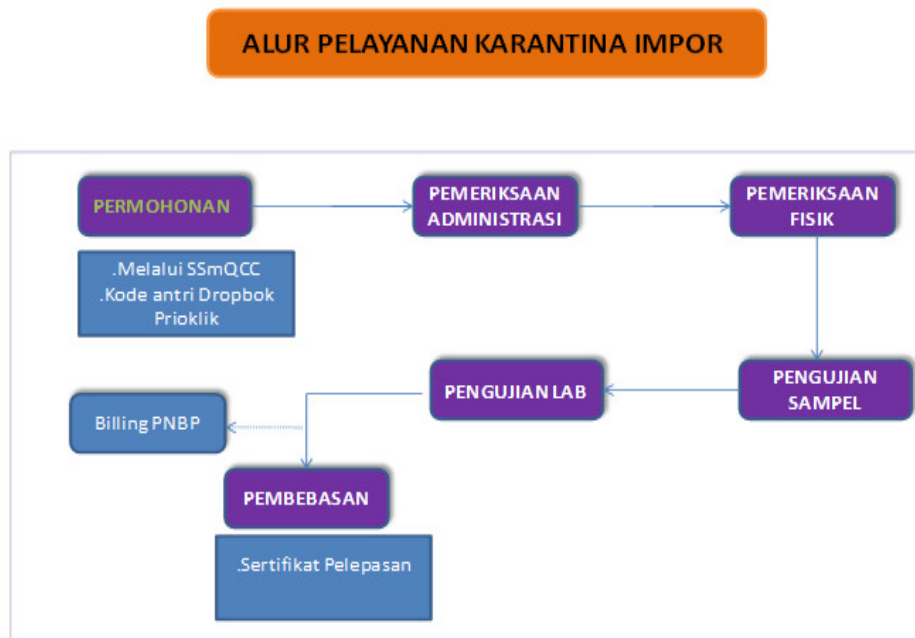 ALUR PELAYANAN KARANTINA IMPOR
PERMOHONAN
PEMERIKSAAN
ADMINISTRASI
PEMERIKSAAN
FISIK
.Melalui SSmQCC
.Kode antri Dropbok
Prioklik
PENGUJIAN
SAMPEL
PENGUJIAN LAB
Billing PNBP
PEMBEBASAN
.Sertifikat Pelepasan